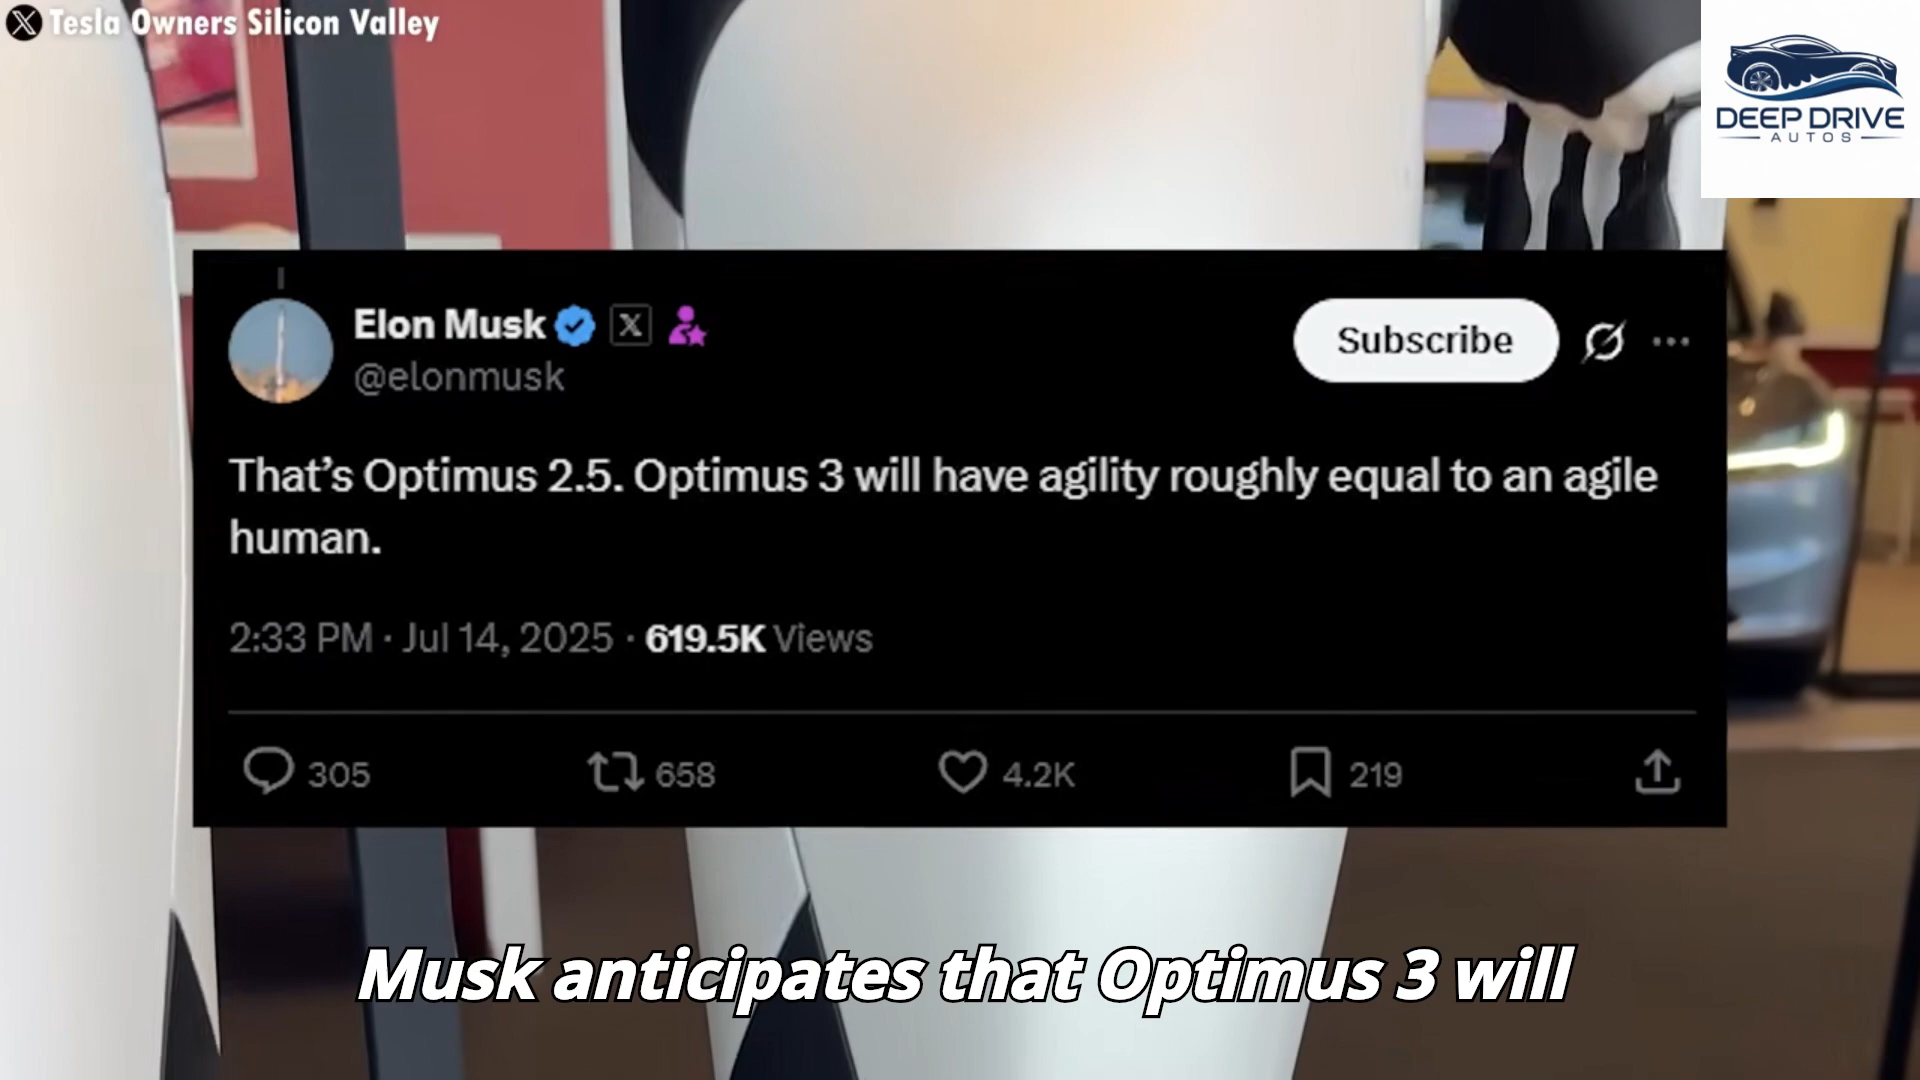 Tesla Owners Silicon Valley
DEEP DRIVE
AUTOS
Elon Musk
@elonmusk
Subscribe
That's Optimus 2.5. Optimus 3 will have agility roughly equal to an agile
human.
2:33 PM · Jul 14, 2025 · 619.5K Views
305 658 4.2K 219
Musk anticipates that Optimus 3 will